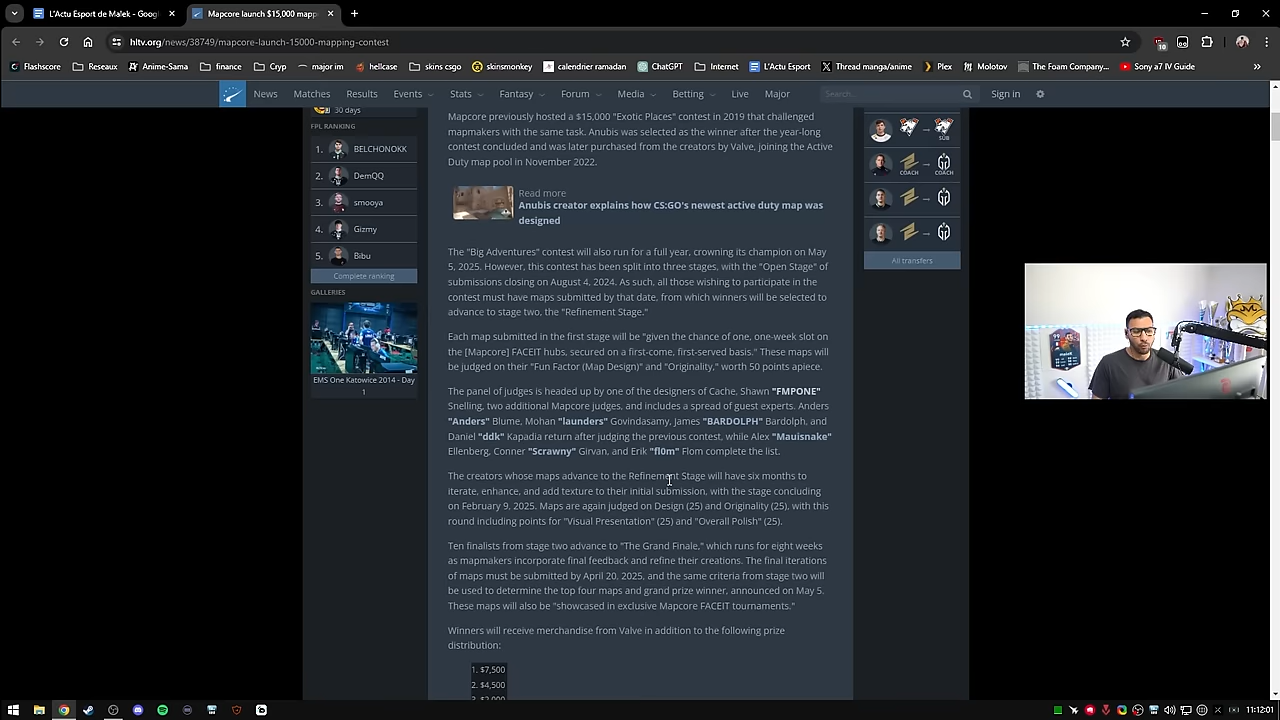 L'Actu Esport de Malek - Googl
Mapcore launch $15,000 mapp
hltv.org/news/38749/mapcore-launch-15000-mapping-contest
Flashscore
Reseaux
Anime-Sama
finance
Cryp
major im
hellcase
skins csgo
skinsmonkey
calendrier ramadan
ChatGPT
Internet
L'Actu Esport
Thread manga/anime
Plex
Molotov
The Foam Company...
Sony a7 IV Guide
News
Matches
Results
Events
Stats
Fantasy
Forum
Media
Betting
Live
Major
Search...
Sign in
30 days
FPL RANKING
1. BELCHONOKK
2. DemQQ
3. smooya
4. Gizmy
5. Bibu
Complete ranking
GALLERIES
EMS One Katowice 2014 - Day
1
Mapcore previously hosted a $15,000 "Exotic Places" contest in 2019 that challenged
mapmakers with the same task. Anubis was selected as the winner after the year-long
contest concluded and was later purchased from the creators by Valve, joining the Active
Duty map pool in November 2022.
Read more
Anubis creator explains how CS:GO's newest active duty map was
designed
The "Big Adventures" contest will also run for a full year, crowning its champion on May
5, 2025. However, this contest has been split into three stages, with the "Open Stage" of
submissions closing on August 4, 2024. As such, all those wishing to participate in the
contest must have maps submitted by that date, from which winners will be selected to
advance to stage two, the "Refinement Stage."
Each map submitted in the first stage will be "given the chance of one, one-week slot on
the [Mapcore] FACEIT hubs, secured on a first-come, first-served basis." These maps will
be judged on their "Fun Factor (Map Design)" and "Originality," worth 50 points apiece.
The panel of judges is headed up by one of the designers of Cache, Shawn "FMPONE"
Snelling, two additional Mapcore judges, and includes a spread of guest experts. Anders
"Anders" Blume, Mohan "launders" Govindasamy, James "BARDOLPH" Bardolph, and
Daniel "ddk" Kapadia return after judging the previous contest, while Alex "Mauisnake"
Ellenberg, Conner "Scrawny" Girvan, and Erik "fl0m" Flom complete the list.
The creators whose maps advance to the Refinement Stage will have six months to
iterate, enhance, and add texture to their initial submission, with the stage concluding
on February 9, 2025. Maps are again judged on Design (25) and Originality (25), with this
round including points for "Visual Presentation" (25) and "Overall Polish" (25).
Ten finalists from stage two advance to "The Grand Finale," which runs for eight weeks
as mapmakers incorporate final feedback and refine their creations. The final iterations
of maps must be submitted by April 20, 2025, and the same criteria from stage two will
be used to determine the top four maps and grand prize winner, announced on May 5.
These maps will also be "showcased in exclusive Mapcore FACEIT tournaments."
Winners will receive merchandise from Valve in addition to the following prize
distribution:
1. $7,500
2. $4,500
SUB
COACH
COACH
All transfers
11:12:01